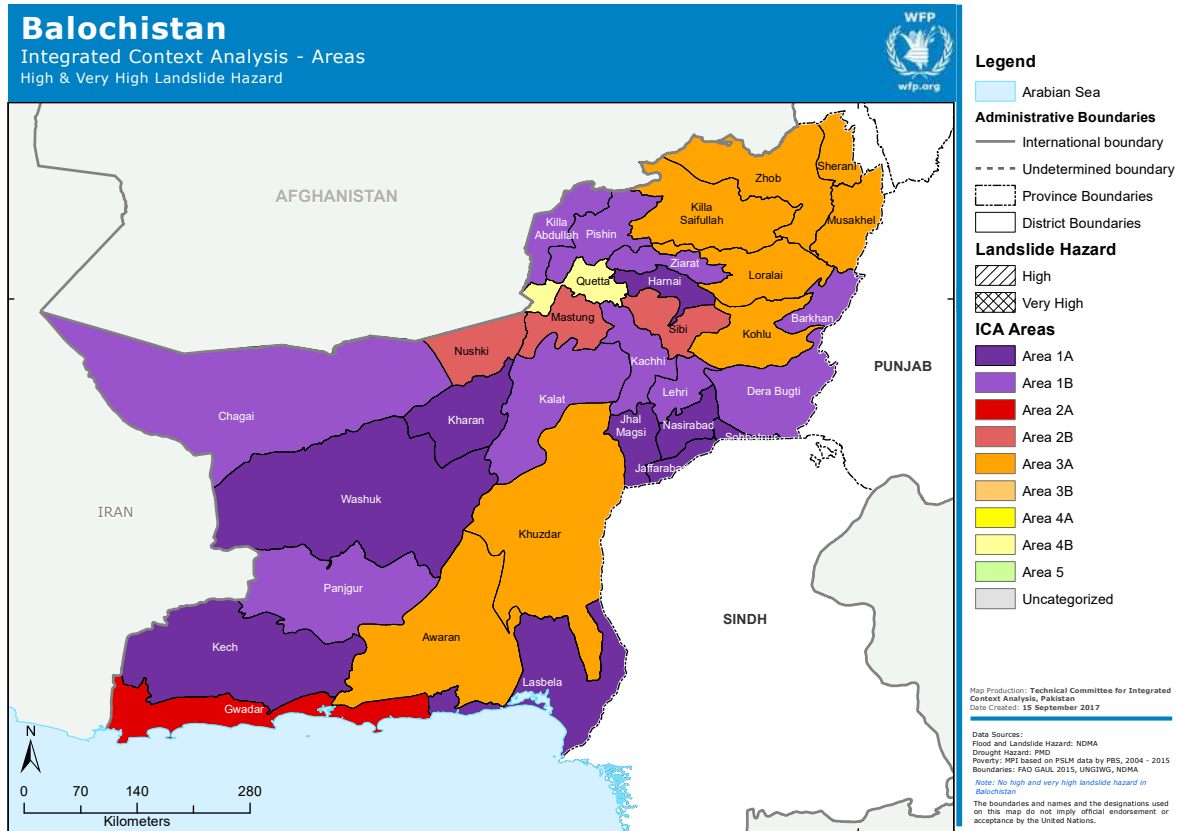 Balochistan
Integrated Context Analysis - Areas
High & Very High Landslide Hazard
WFP
wfp.org
AFGHANISTAN
IRAN
PUNJAB
SINDH
Sherani
Zhob
Killa
Saifullah
Musakhel
Killa
Abdullah
Pishin
Ziarat
Loralai
Quetta
Harnai
Barkhan
Mastung
Sibi
Kohlu
Nushki
Kachhi
Dera Bugti
Lehri
Kalat
Chagai
Kharan
Jhal
Magsi
Nasirabad
Jaffarabad
Washuk
Khuzdar
Panjgur
Awaran
Kech
Lasbela
Gwadar
N
0 70 140 280
Kilometers
Legend
Arabian Sea
Administrative Boundaries
International boundary
Undetermined boundary
Province Boundaries
District Boundaries
Landslide Hazard
High
Very High
ICA Areas
Area 1A
Area 1B
Area 2A
Area 2B
Area 3A
Area 3B
Area 4A
Area 4B
Area 5
Uncategorized
Map Production: Technical Committee for Integrated
Context Analysis, Pakistan
Date Created: 15 September 2017
Data Sources:
Flood and Landslide Hazard: NDMA
Drought Hazard: PMD
Poverty: MPI based on PSLM data by PBS, 2004 - 2015
Boundaries: FAO GAUL 2015, UNGIWG, NDMA
Note: No high and very high landslide hazard in
Balochistan
The boundaries and names and the designations used
on this map do not imply official endorsement or
acceptance by the United Nations.